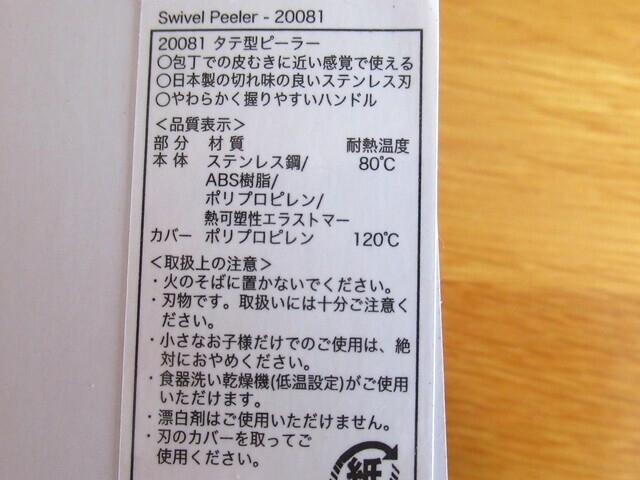 Swivel Peeler - 20081
20081 タテ型ピーラー
○包丁での皮むきに近い感覚で使える
○日本製の切れ味の良いステンレス刃
○やわらかく握りやすいハンドル
＜品質表示＞
部分 材質 耐熱温度
本体 ステンレス鋼/ 80℃
ABS樹脂/
ポリプロピレン/
熱可塑性エラストマー
カバー ポリプロピレン 120℃
＜取扱上の注意＞
・火のそばに置かないでください。
・刃物です。取扱いには十分ご注意く
ださい。
・小さなお子様だけでのご使用は、絶
対におやめください。
・食器洗い乾燥機(低温設定)がご使用
いただけます。
・漂白剤はご使用いただけません。
・刃のカバーを取ってご
使用ください。
紙